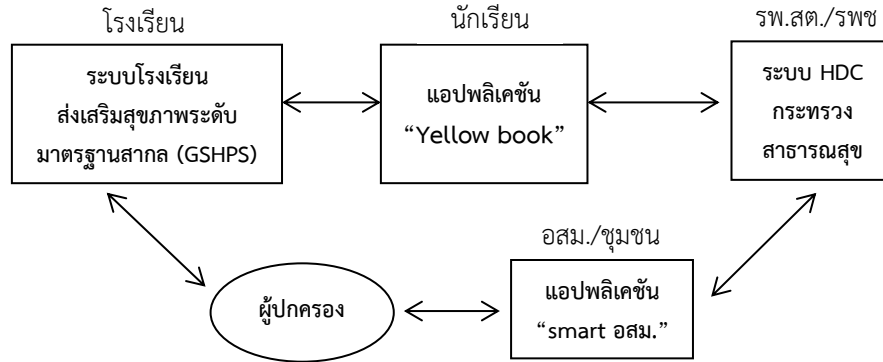 โรงเรียน
นักเรียน
รพ.สต./รพช
ระบบโรงเรียน
ส่งเสริมสุขภาพระดับ
มาตรฐานสากล (GSHPS)
แอปพลิเคชัน
“Yellow book”
ระบบ HDC
กระทรวง
สาธารณสุข
อสม./ชุมชน
ผู้ปกครอง
แอปพลิเคชัน
“smart อสม.”